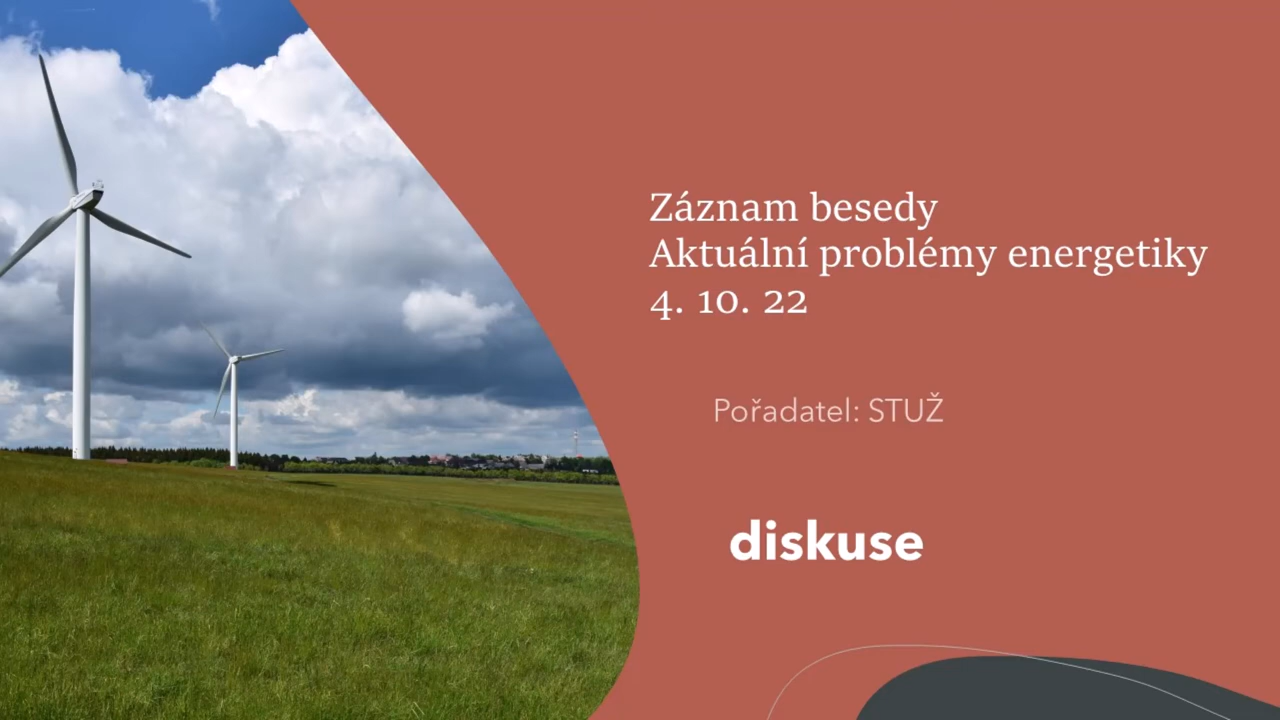 Záznam besedy
Aktuální problémy energetiky
4. 10. 22
Pořadatel: STUŽ
diskuse